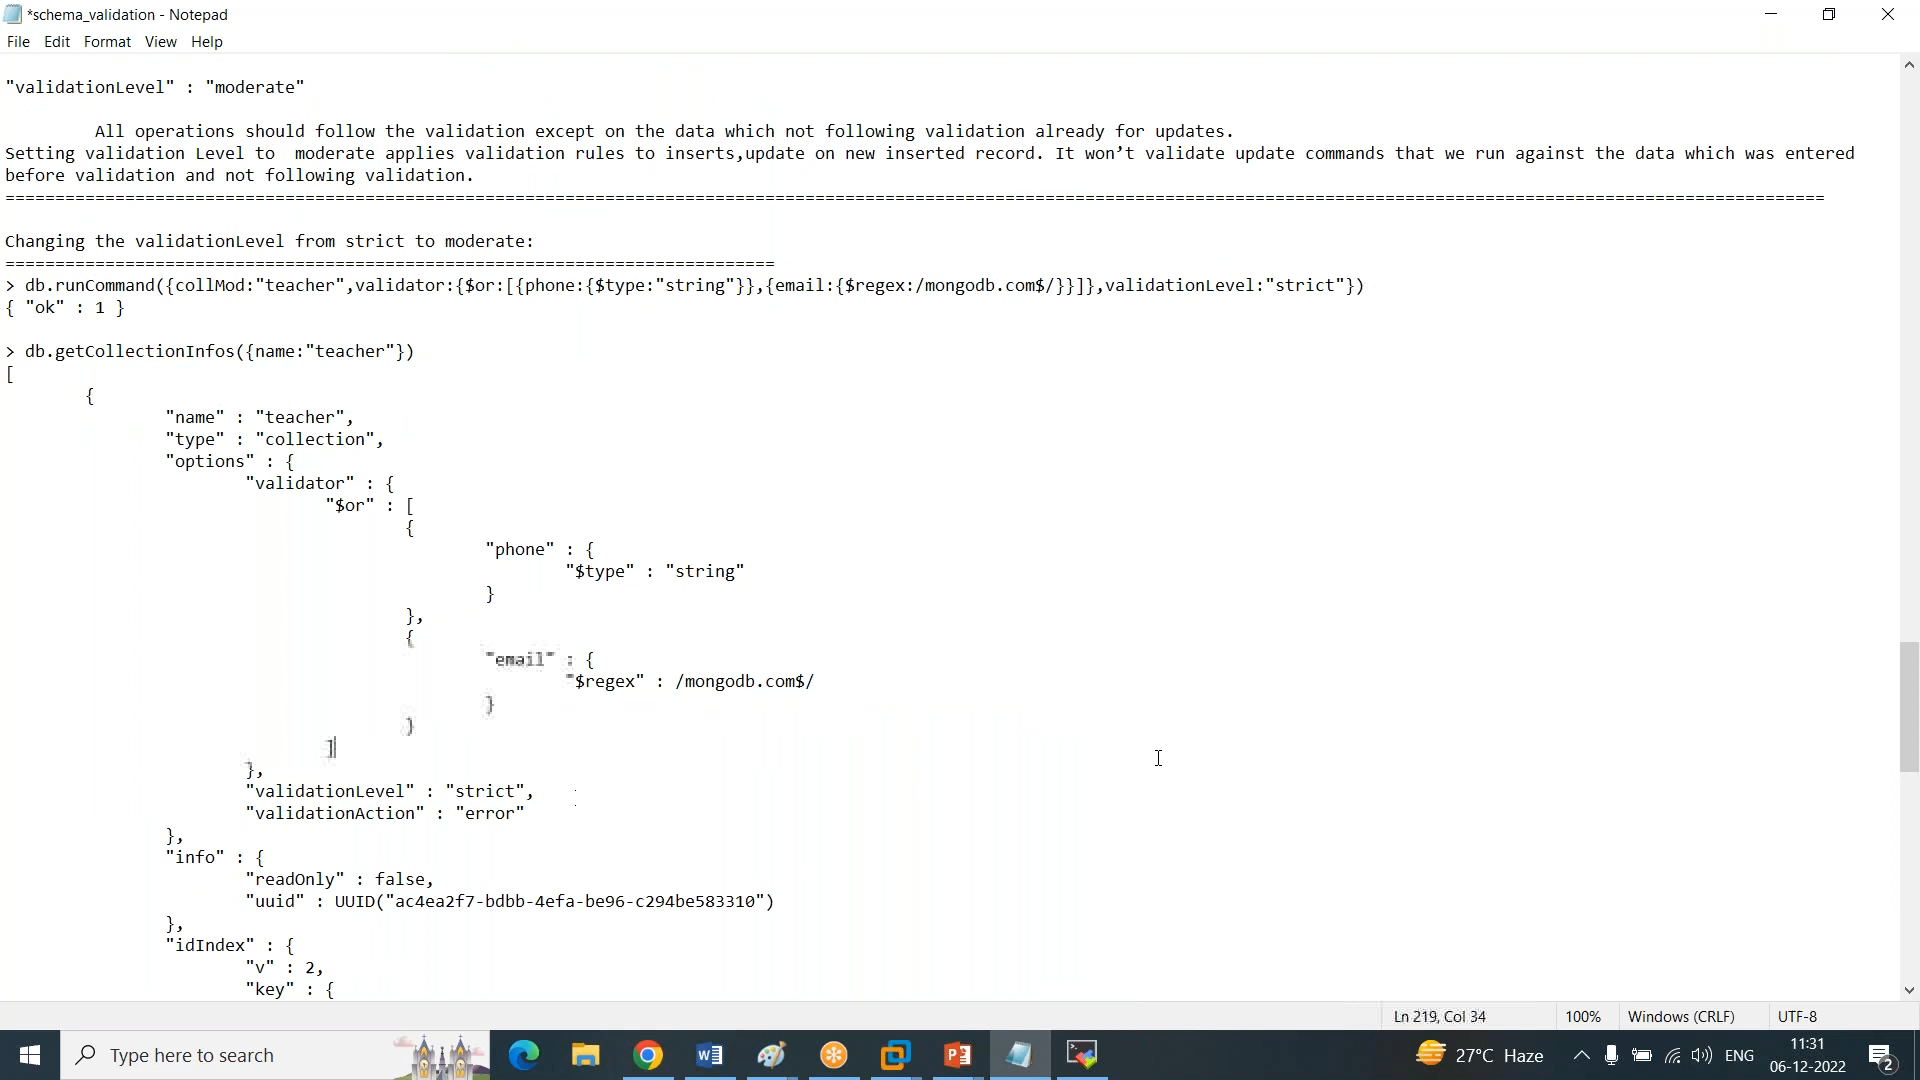 *schema_validation - Notepad
File Edit Format View Help
"validationLevel" : "moderate"
All operations should follow the validation except on the data which not following validation already for updates.
Setting validation Level to  moderate applies validation rules to inserts,update on new inserted record. It won’t validate update commands that we run against the data which was entered
before validation and not following validation.
======================================================================================================================================================================================
Changing the validationLevel from strict to moderate:
=============================================================================
> db.runCommand({collMod:"teacher",validator:{$or:[{phone:{$type:"string"}},{email:{$regex:/mongodb.com$/}}]},validationLevel:"strict"})
{ "ok" : 1 }
> db.getCollectionInfos({name:"teacher"})
[
{
"name" : "teacher",
"type" : "collection",
"options" : {
"validator" : {
"$or" : [
{
"phone" : {
"$type" : "string"
}
},
{
"email" : {
"$regex" : /mongodb.com$/
}
}
]
},
"validationLevel" : "strict",
"validationAction" : "error"
},
"info" : {
"readOnly" : false,
"uuid" : UUID("ac4ea2f7-bdbb-4efa-be96-c294be583310")
},
"idIndex" : {
"v" : 2,
"key" : {
Ln 219, Col 34 100% Windows (CRLF) UTF-8
Type here to search 27°C Haze ENG 11:31
06-12-2022 2